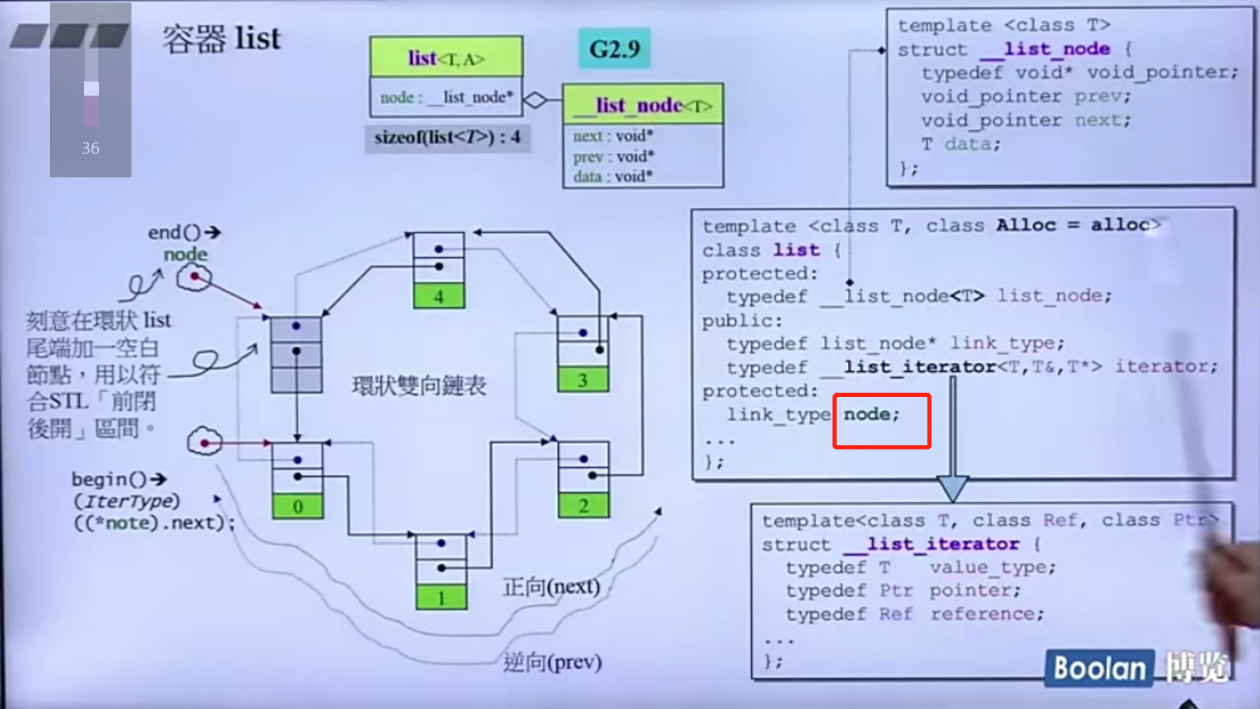 36
容器 list
list<T, A>
node : __list_node*
sizeof(list<T>) : 4
G2.9
__list_node<T>
next : void*
prev : void*
data : void*
template <class T>
struct __list_node {
typedef void* void_pointer;
void_pointer prev;
void_pointer next;
T data;
};
template <class T, class Alloc = alloc>
class list {
protected:
typedef __list_node<T> list_node;
public:
typedef list_node* link_type;
typedef __list_iterator<T,T&,T*> iterator;
protected:
link_type node;
...
};
template<class T, class Ref, class Ptr>
struct __list_iterator {
typedef T value_type;
typedef Ptr pointer;
typedef Ref reference;
...
};
end()→
node
刻意在環狀 list
尾端加一空白
節點，用以符
合STL「前閉
後開」區間。
begin()→
(IterType)
((*note).next);
環狀雙向鏈表
4
3
0
2
1
正向(next)
逆向(prev)
Boolan 博览